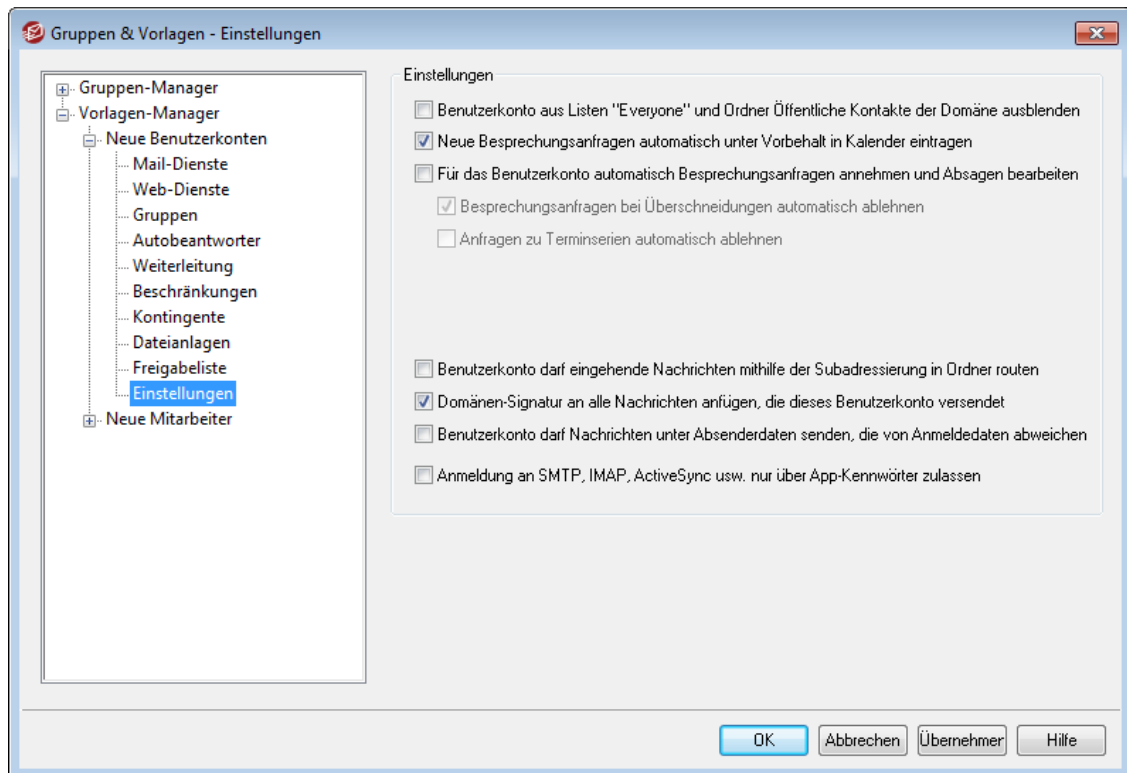 Gruppen & Vorlagen - Einstellungen
Gruppen-Manager
Vorlagen-Manager
Neue Benutzerkonten
Mail-Dienste
Web-Dienste
Gruppen
Autobeantworter
Weiterleitung
Beschränkungen
Kontingente
Dateianlagen
Freigabeliste
Einstellungen
Neue Mitarbeiter
Einstellungen
Benutzerkonto aus Listen "Everyone" und Ordner Öffentliche Kontakte der Domäne ausblenden
Neue Besprechungsanfragen automatisch unter Vorbehalt in Kalender eintragen
Für das Benutzerkonto automatisch Besprechungsanfragen annehmen und Absagen bearbeiten
Besprechungsanfragen bei Überschneidungen automatisch ablehnen
Anfragen zu Terminserien automatisch ablehnen
Benutzerkonto darf eingehende Nachrichten mithilfe der Subadressierung in Ordner routen
Domänen-Signatur an alle Nachrichten anfügen, die dieses Benutzerkonto versendet
Benutzerkonto darf Nachrichten unter Absenderdaten senden, die von Anmeldedaten abweichen
Anmeldung an SMTP, IMAP, ActiveSync usw. nur über App-Kennwörter zulassen
OK
Abbrechen
Übernehmer
Hilfe